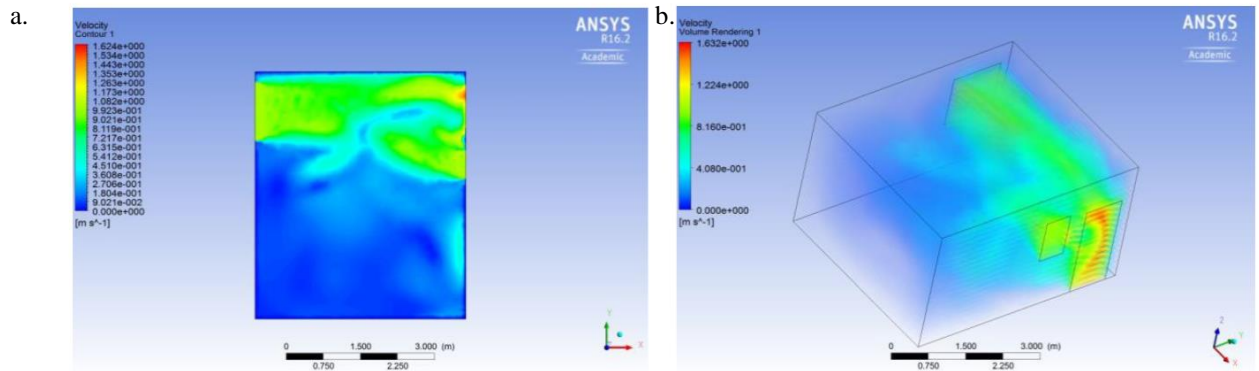 a.
Velocity
Contour 1
1.624e+000
1.534e+000
1.443e+000
1.353e+000
1.263e+000
1.173e+000
1.082e+000
9.923e-001
9.021e-001
8.119e-001
7.217e-001
6.315e-001
5.412e-001
4.510e-001
3.608e-001
2.706e-001
1.804e-001
9.021e-002
0.000e+000
[m s^-1]
ANSYS
R16.2
Academic
0 1.500 3.000 (m)
0.750 2.250
Y
X
b.
Velocity
Volume Rendering 1
1.632e+000
1.224e+000
8.160e-001
4.080e-001
0.000e+000
[m s^-1]
ANSYS
R16.2
Academic
0 1.500 3.000 (m)
0.750 2.250
Z
Y
X